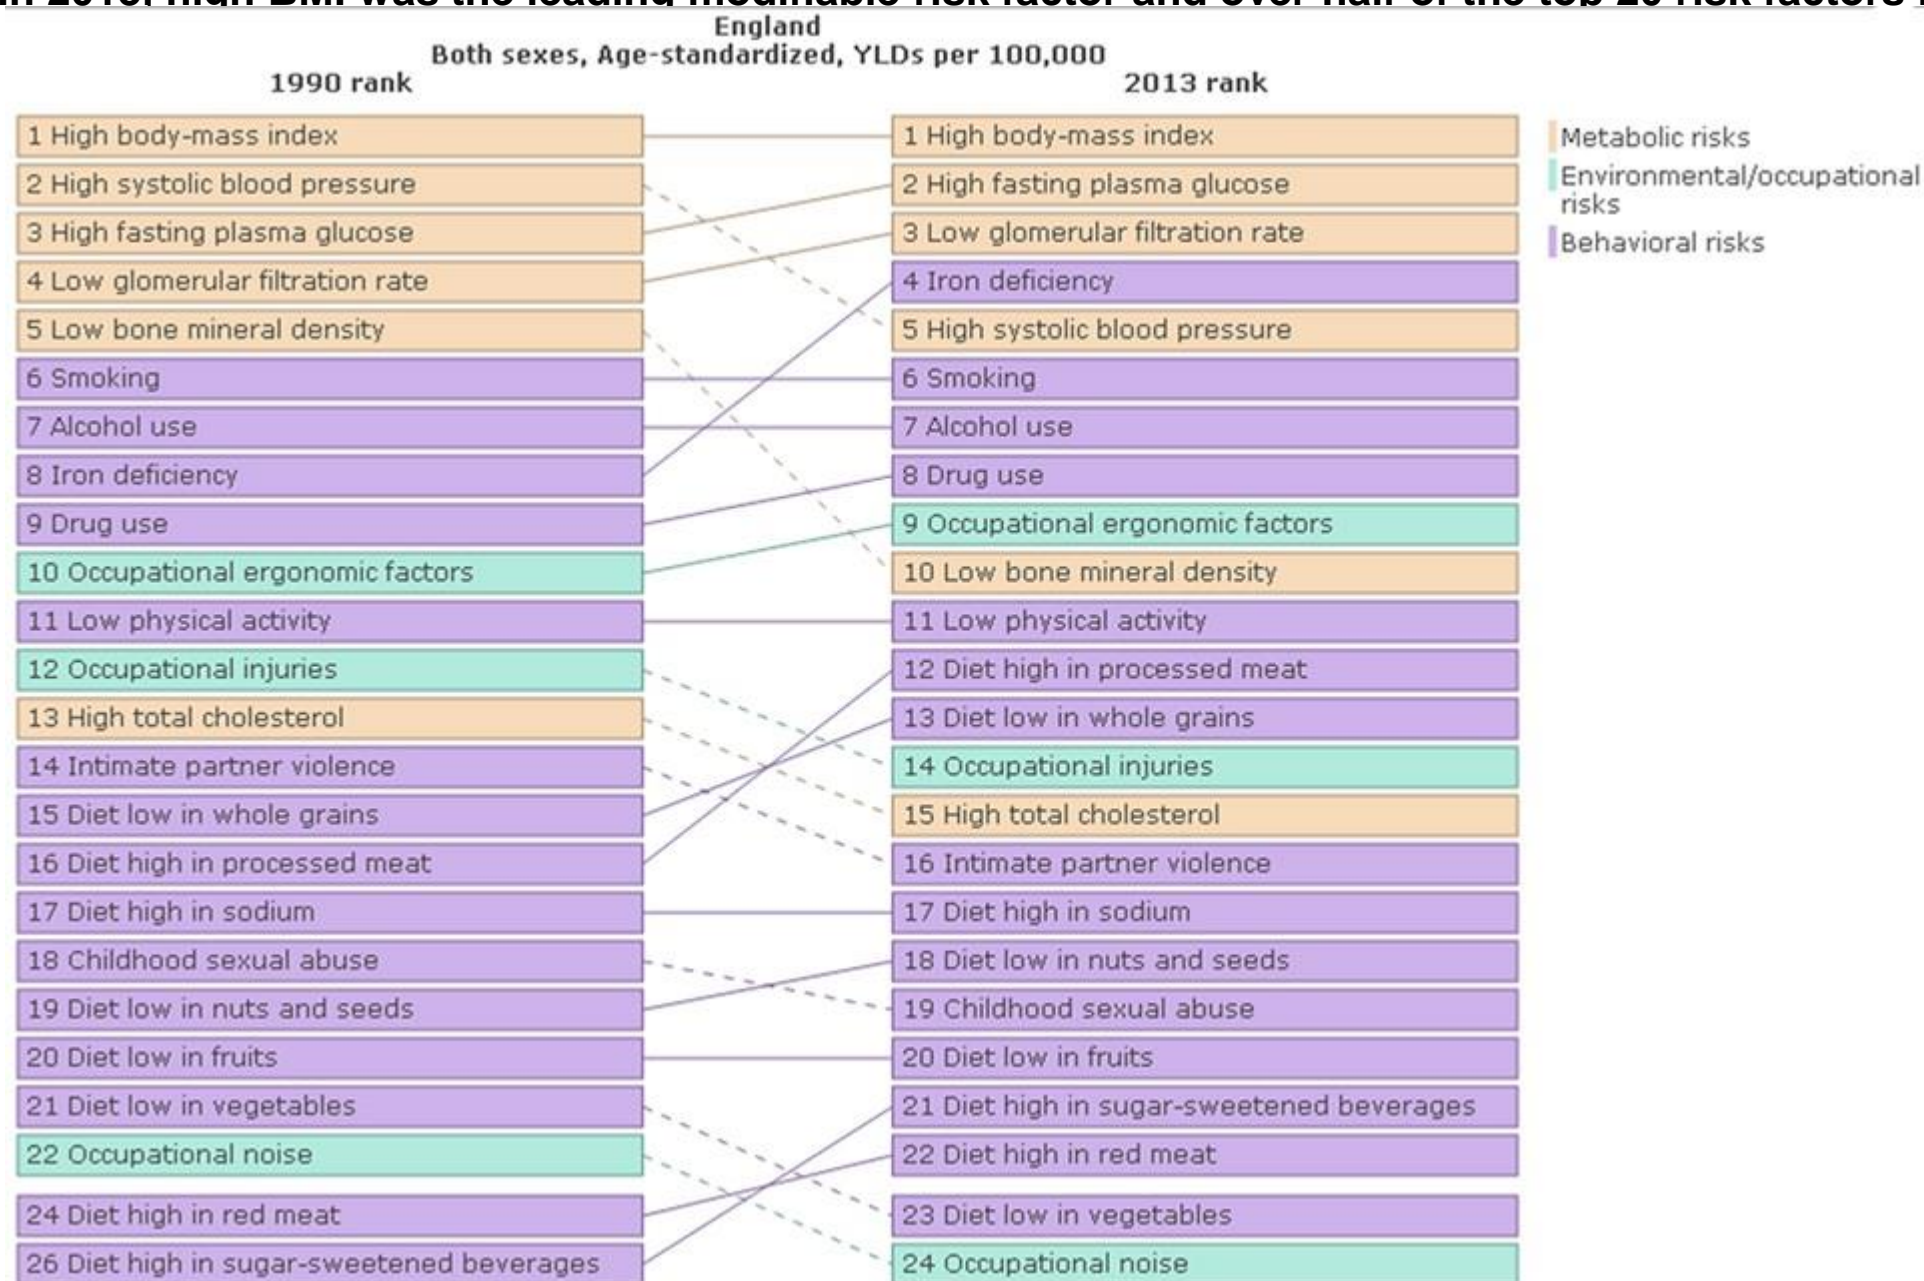 England
Both sexes, Age-standardized, YLDs per 100,000
1990 rank
2013 rank
1 High body-mass index
2 High systolic blood pressure
3 High fasting plasma glucose
4 Low glomerular filtration rate
5 Low bone mineral density
6 Smoking
7 Alcohol use
8 Iron deficiency
9 Drug use
10 Occupational ergonomic factors
11 Low physical activity
12 Occupational injuries
13 High total cholesterol
14 Intimate partner violence
15 Diet low in whole grains
16 Diet high in processed meat
17 Diet high in sodium
18 Childhood sexual abuse
19 Diet low in nuts and seeds
20 Diet low in fruits
21 Diet low in vegetables
22 Occupational noise
24 Diet high in red meat
26 Diet high in sugar-sweetened beverages
1 High body-mass index
2 High fasting plasma glucose
3 Low glomerular filtration rate
4 Iron deficiency
5 High systolic blood pressure
6 Smoking
7 Alcohol use
8 Drug use
9 Occupational ergonomic factors
10 Low bone mineral density
11 Low physical activity
12 Diet high in processed meat
13 Diet low in whole grains
14 Occupational injuries
15 High total cholesterol
16 Intimate partner violence
17 Diet high in sodium
18 Diet low in nuts and seeds
19 Childhood sexual abuse
20 Diet low in fruits
21 Diet high in sugar-sweetened beverages
22 Diet high in red meat
23 Diet low in vegetables
24 Occupational noise
Metabolic risks
Environmental/occupational
risks
Behavioral risks